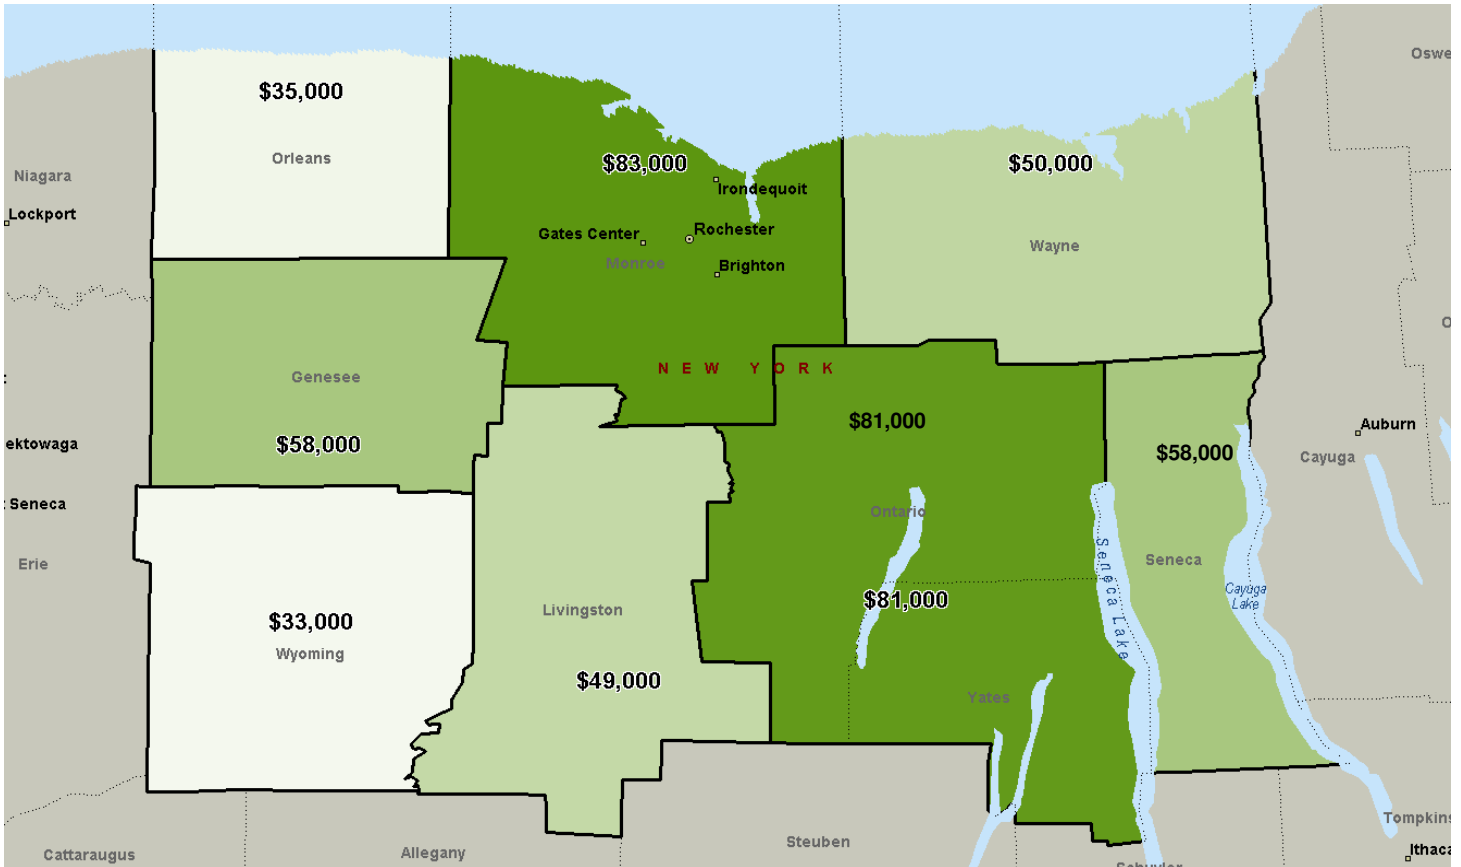 Oswe
$35,000
Orleans
$83,000
$50,000
Niagara
Irondequoit
Lockport
Gates Center
Rochester
Wayne
Monroe
Brighton
NEW YORK
Genesee
$81,000
Auburn
ektowaga
$58,000
$58,000
Cayuga
Seneca
Ontario
Erie
Seneca
Seneca Lake
Cayuga
Lake
$81,000
Livingston
$33,000
Wyoming
$49,000
Yates
Tompkins
Steuben
Ithaca
Cattaraugus
Allegany